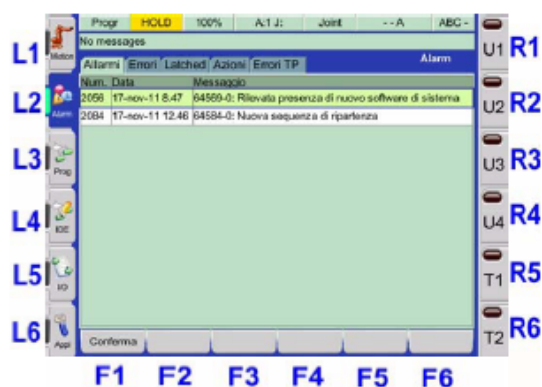 Progr HOLD 100% A:1 J: Joint - - A ABC -
No messages
Allarmi Errori Latched Azioni Errori TP Alarm
Num. Data Messaggio
2056 17-nov-11 8.47 64569-0: Rilevata presenza di nuovo software di sistema
2084 17-nov-11 12.46 64584-0: Nuova sequenza di ripartenza
Conferma
L1 Motion
L2 Alarm
L3 Prog
L4 IDE
L5 I/O
L6 Appl
U1 R1
U2 R2
U3 R3
U4 R4
T1 R5
T2 R6
F1 F2 F3 F4 F5 F6